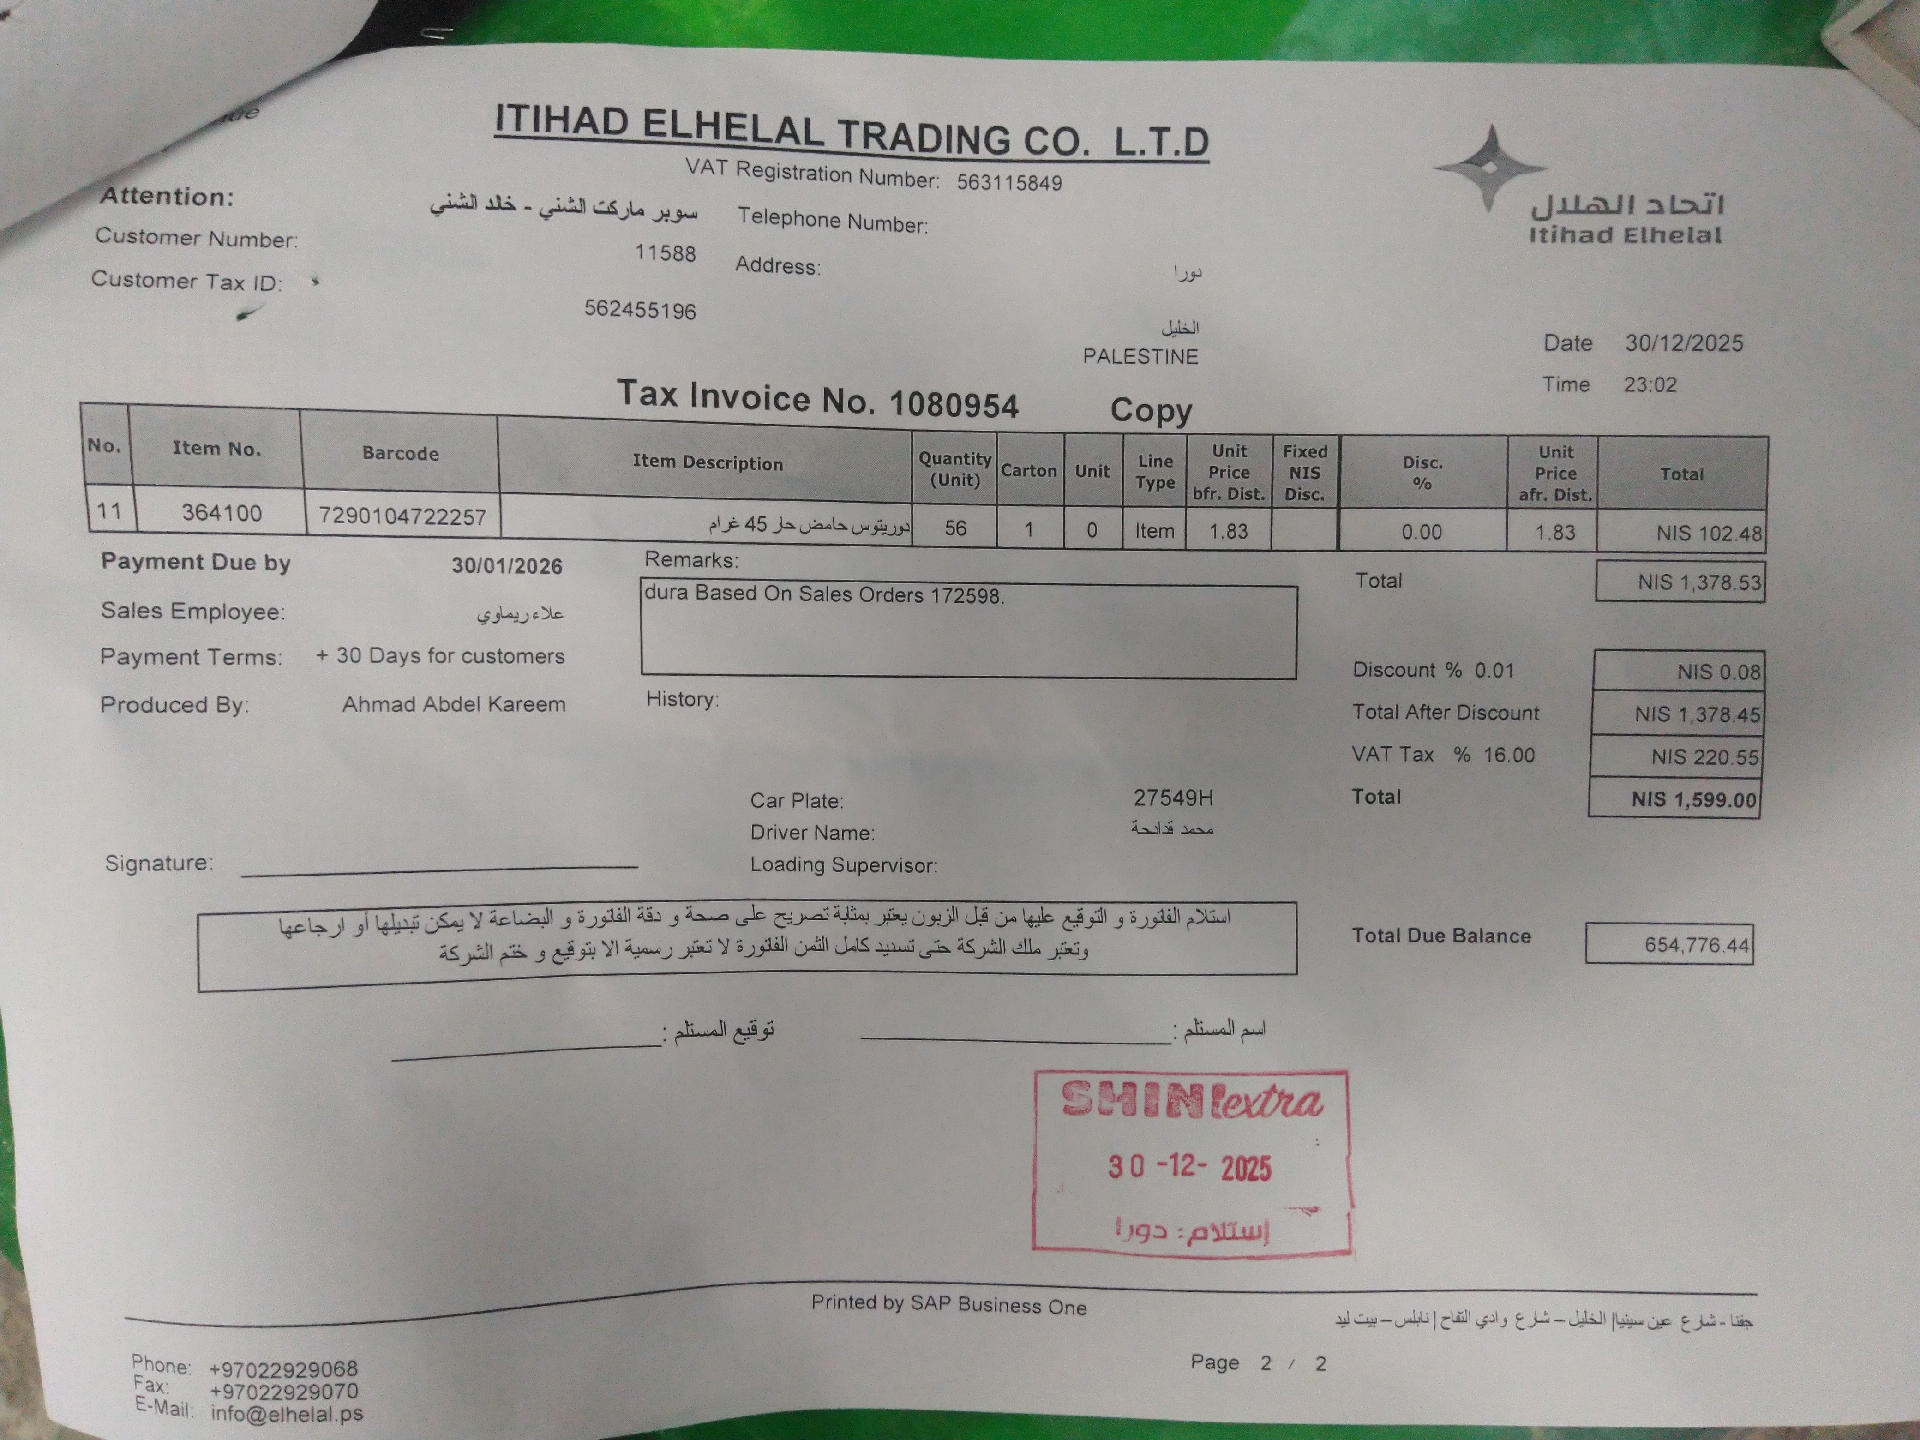 ITIHAD ELHELAL TRADING CO. L.T.D
VAT Registration Number: 563115849
اتحاد الهلال
Itihad Elhelal
Attention: سوبر ماركت الشني - خالد الشني
Telephone Number:
Customer Number: 11588
Address: دورا
Customer Tax ID: 562455196
الخليل
PALESTINE
Date 30/12/2025
Time 23:02
Tax Invoice No. 1080954 Copy
No. Item No. Barcode Item Description Quantity (Unit) Carton Unit Line Type Unit Price bfr. Dist. Fixed NIS Disc. Disc. % Unit Price afr. Dist. Total
11 364100 7290104722257 دوريتوس حامض حار 45 غرام 56 1 0 Item 1.83 0.00 1.83 NIS 102.48
Payment Due by 30/01/2026
Sales Employee: علاء ريماوي
Payment Terms: + 30 Days for customers
Produced By: Ahmad Abdel Kareem
Remarks:
dura Based On Sales Orders 172598.
History:
Total NIS 1,378.53
Discount % 0.01 NIS 0.08
Total After Discount NIS 1,378.45
VAT Tax % 16.00 NIS 220.55
Total NIS 1,599.00
Car Plate: 27549H
Driver Name: محمد قدادحة
Loading Supervisor:
Signature:
استلام الفاتورة و التوقيع عليها من قبل الزبون يعتبر بمثابة تصريح على صحة و دقة الفاتورة و البضاعة لا يمكن تبديلها أو ارجاعها
وتعتبر ملك الشركة حتى تسديد كامل الثمن الفاتورة لا تعتبر رسمية الا بتوقيع و ختم الشركة
Total Due Balance 654,776.44
اسم المستلم :
توقيع المستلم :
SHINI extra
30 -12- 2025
إستلام: دورا
Printed by SAP Business One
جفنا - شارع عين سينيا| الخليل – شارع وادي التفاح | نابلس – بيت ليد
Page 2 / 2
Phone: +97022929068
Fax: +97022929070
E-Mail: info@elhelal.ps